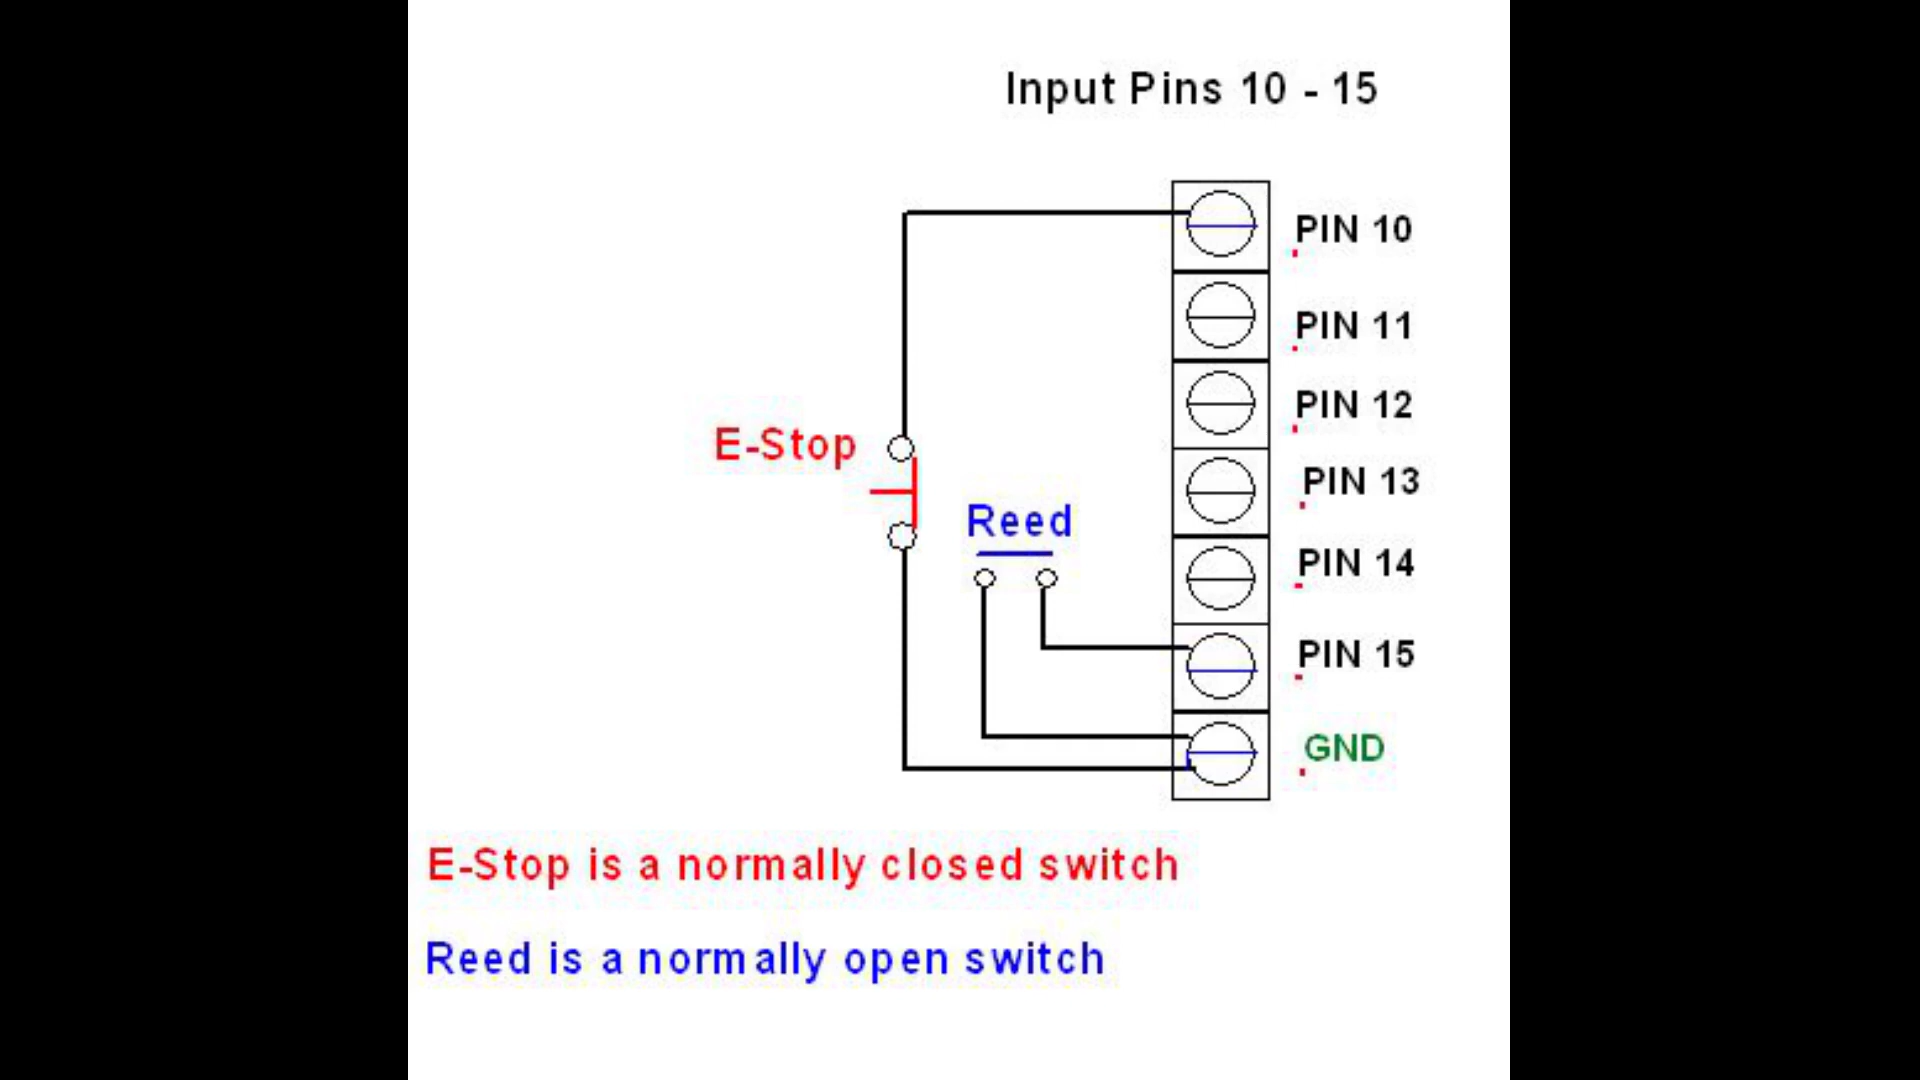 Input Pins 10 - 15
PIN 10
PIN 11
PIN 12
E-Stop
PIN 13
Reed
PIN 14
PIN 15
GND
E-Stop is a normally closed switch
Reed is a normally open switch